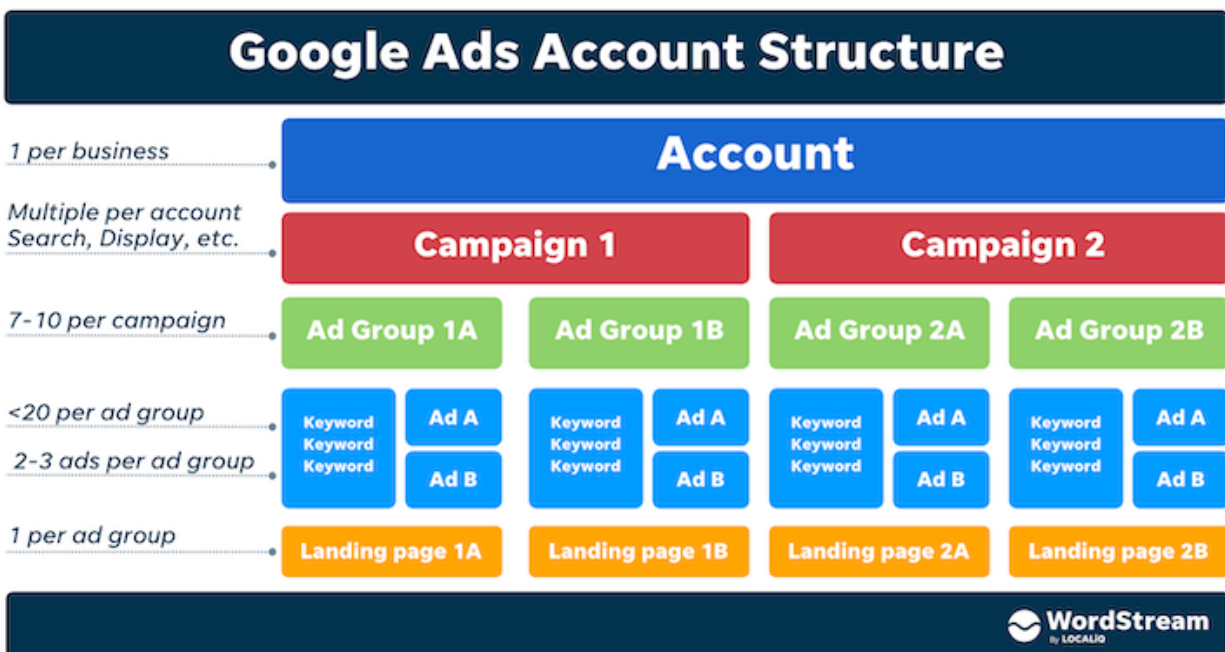 Google Ads Account Structure
1 per business
Account
Multiple per account
Search, Display, etc.
Campaign 1
Campaign 2
7-10 per campaign
Ad Group 1A
Ad Group 1B
Ad Group 2A
Ad Group 2B
<20 per ad group
2-3 ads per ad group
Keyword
Keyword
Keyword
Ad A
Ad B
Keyword
Keyword
Keyword
Ad A
Ad B
Keyword
Keyword
Keyword
Ad A
Ad B
Keyword
Keyword
Keyword
Ad A
Ad B
1 per ad group
Landing page 1A
Landing page 1B
Landing page 2A
Landing page 2B
WordStream
By LOCALiQ